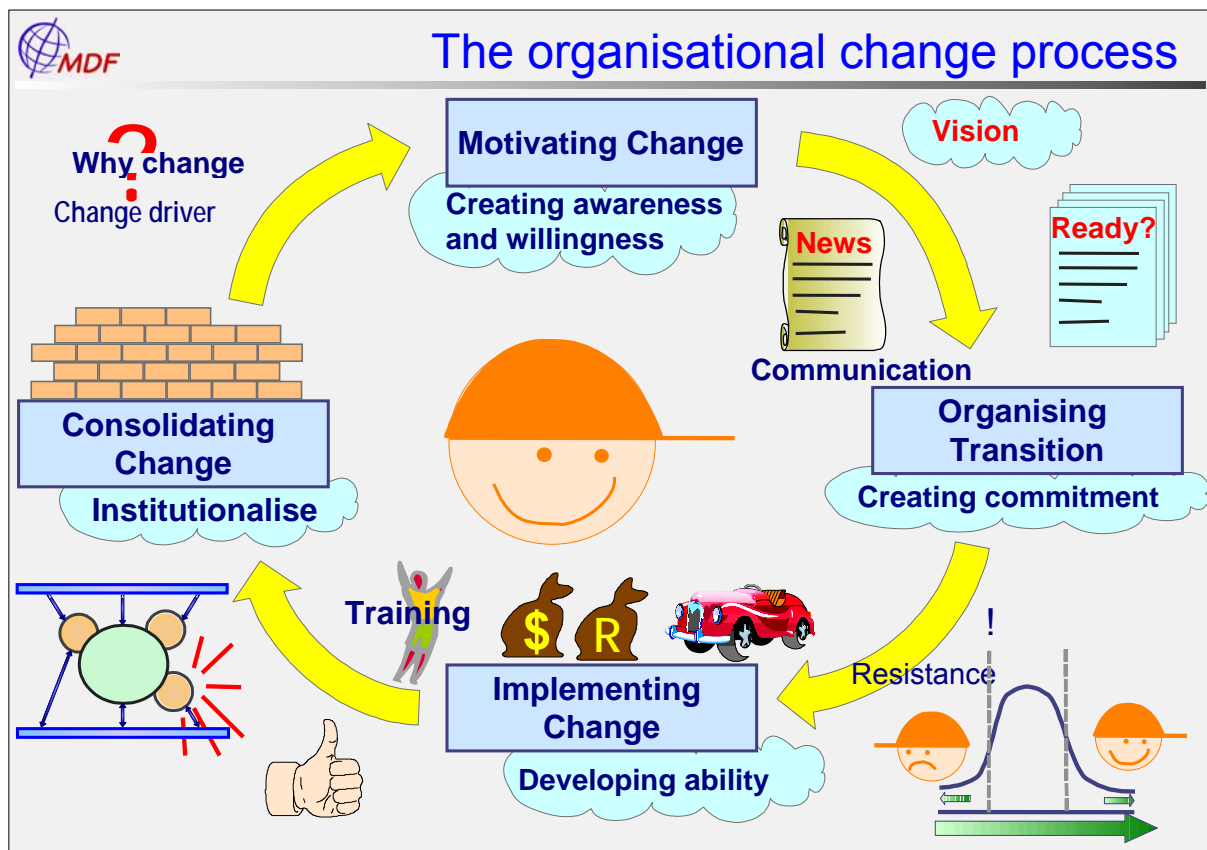 MDF
The organisational change process
?
Why change
Change driver
Motivating Change
Creating awareness
and willingness
Vision
News
Ready?
Communication
Organising
Transition
Creating commitment
Consolidating
Change
Institutionalise
Training
$
R
Implementing
Change
Developing ability
!
Resistance